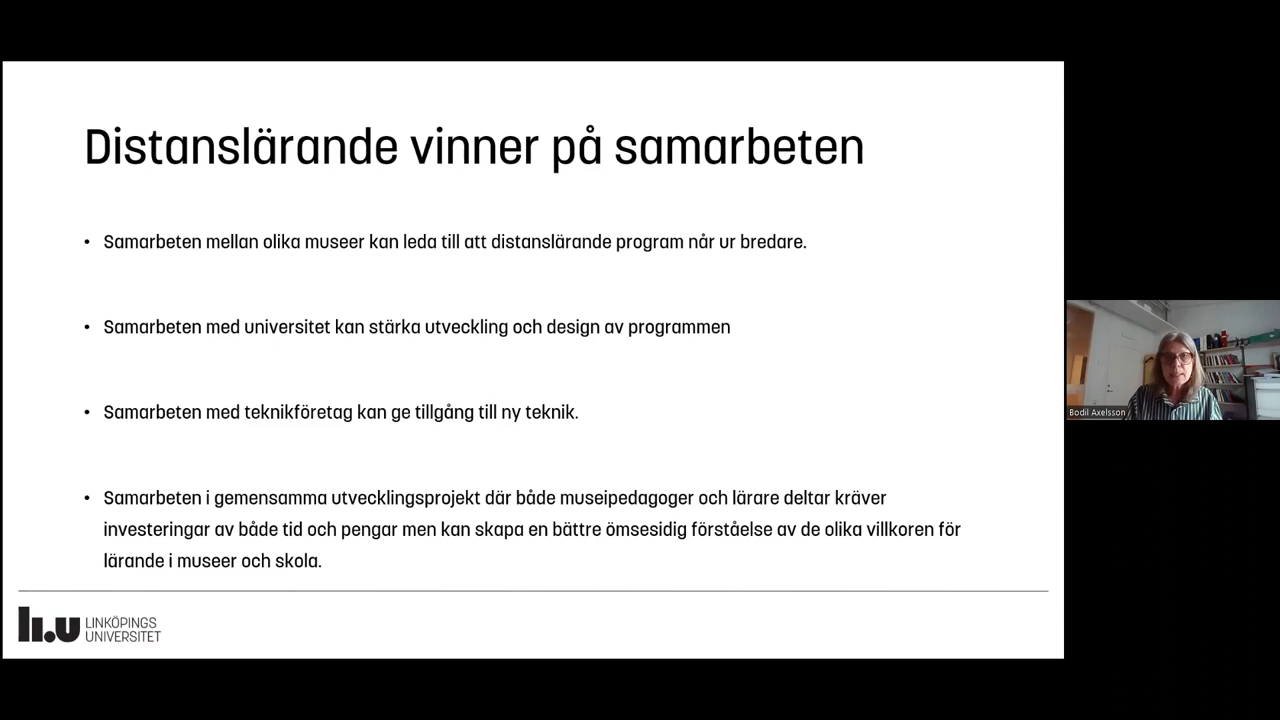 Distanslärande vinner på samarbeten
• Samarbeten mellan olika museer kan leda till att distanslärande program når ur bredare.
• Samarbeten med universitet kan stärka utveckling och design av programmen
• Samarbeten med teknikföretag kan ge tillgång till ny teknik.
• Samarbeten i gemensamma utvecklingsprojekt där både museipedagoger och lärare deltar kräver
investeringar av både tid och pengar men kan skapa en bättre ömsesidig förståelse av de olika villkoren för
lärande i museer och skola.
li.u LINKÖPINGS
UNIVERSITET
Bodil Axelsson